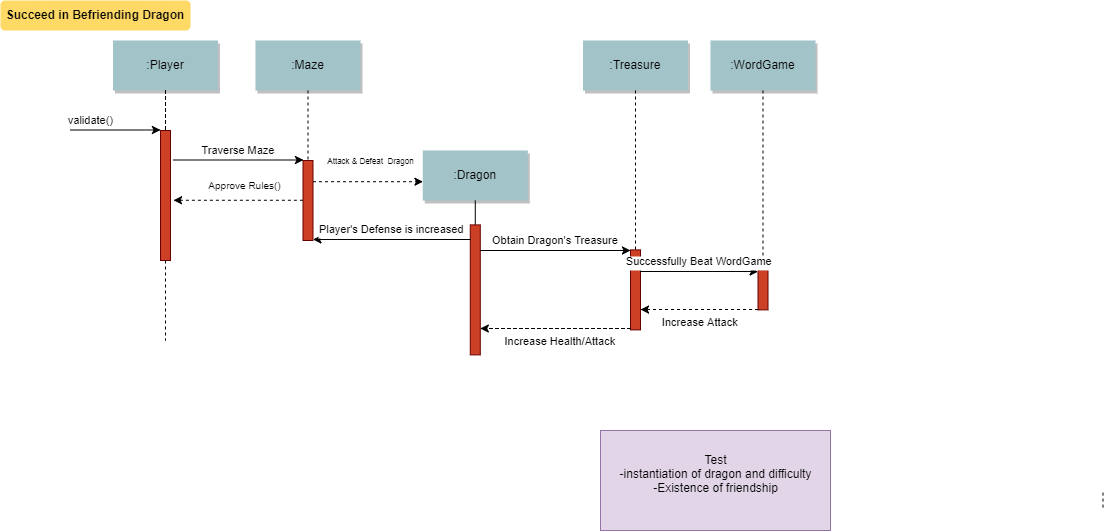 Succeed in Befriending Dragon
:Player
:Maze
:Treasure
:WordGame
validate()
Traverse Maze
Attack & Defeat Dragon
:Dragon
Approve Rules()
Player's Defense is increased
Obtain Dragon's Treasure
Successfully Beat WordGame
Increase Attack
Increase Health/Attack
Test
-instantiation of dragon and difficulty
-Existence of friendship